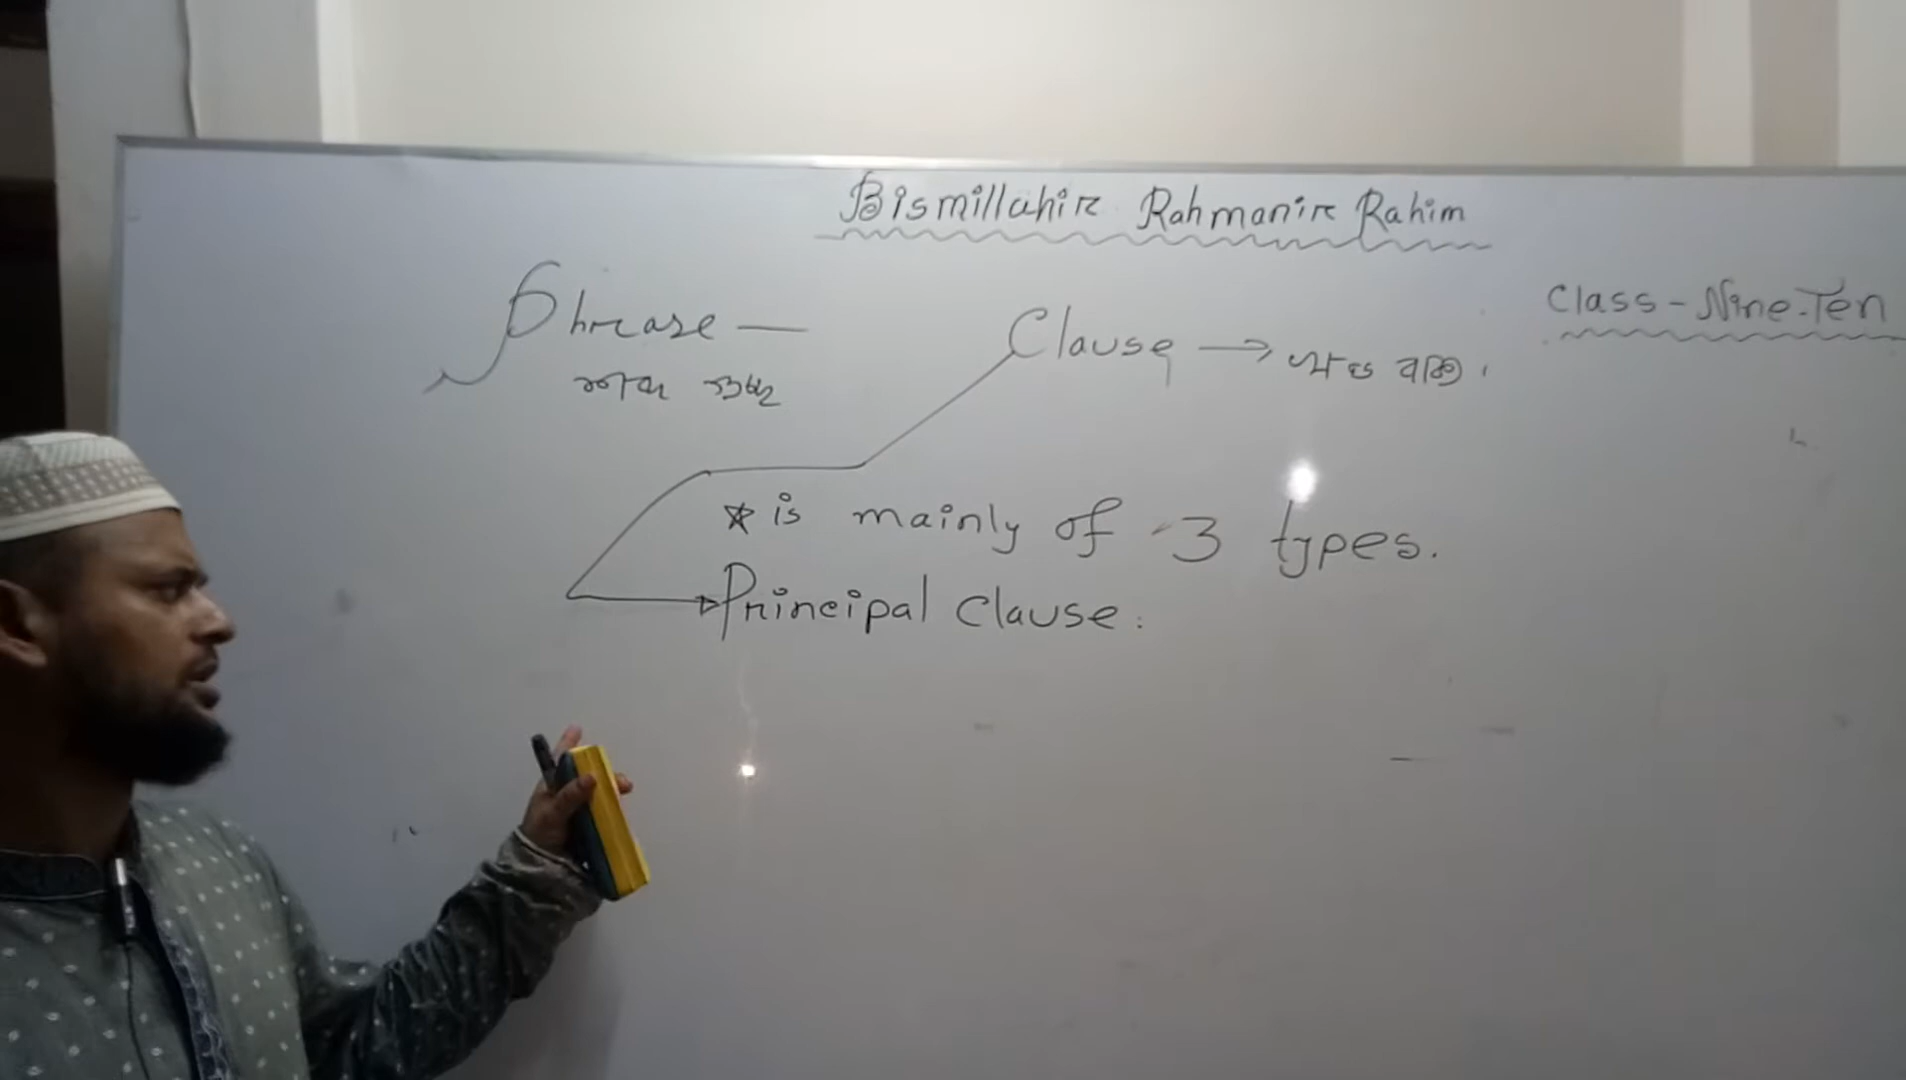 Bismillahir Rahmanir Rahim
Class - Nine-Ten
Phrase —
Clause →
* is mainly of 3 types.
Principal Clause.